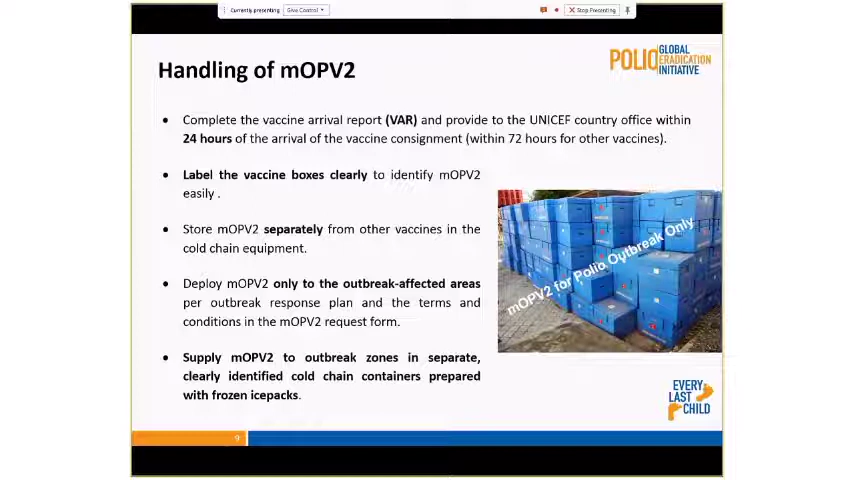 Currently presenting
Give Control
Stop Presenting
POLIO GLOBAL
ERADICATION
INITIATIVE
Handling of mOPV2
• Complete the vaccine arrival report (VAR) and provide to the UNICEF country office within
24 hours of the arrival of the vaccine consignment (within 72 hours for other vaccines).
• Label the vaccine boxes clearly to identify mOPV2
easily .
• Store mOPV2 separately from other vaccines in the
cold chain equipment.
• Deploy mOPV2 only to the outbreak-affected areas
per outbreak response plan and the terms and
conditions in the mOPV2 request form.
• Supply mOPV2 to outbreak zones in separate,
clearly identified cold chain containers prepared
with frozen icepacks.
mOPV2 for Polio Outbreak Only
EVERY
LAST
CHILD
9